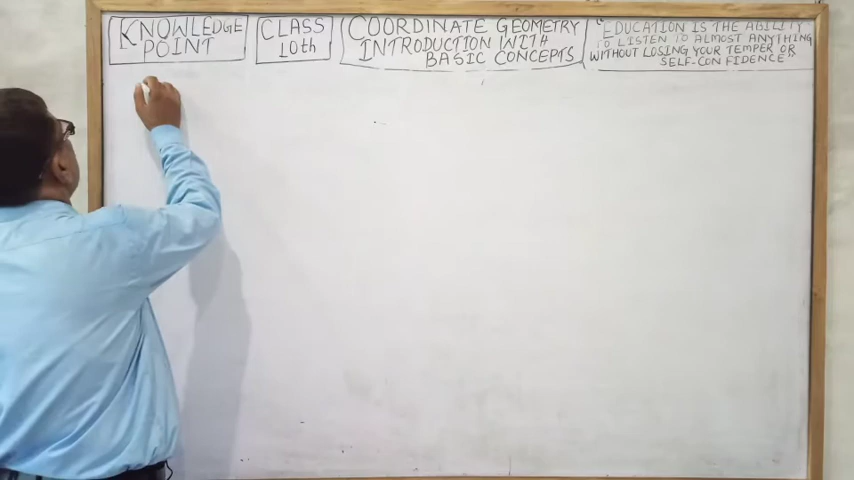 KNOWLEDGE
POINT
CLASS
10th
COORDINATE GEOMETRY
INTRODUCTION WITH
BASIC CONCEPTS
"EDUCATION IS THE ABILITY
TO LISTEN TO ALMOST ANYTHING
WITHOUT LOSING YOUR TEMPER OR
SELF-CONFIDENCE"